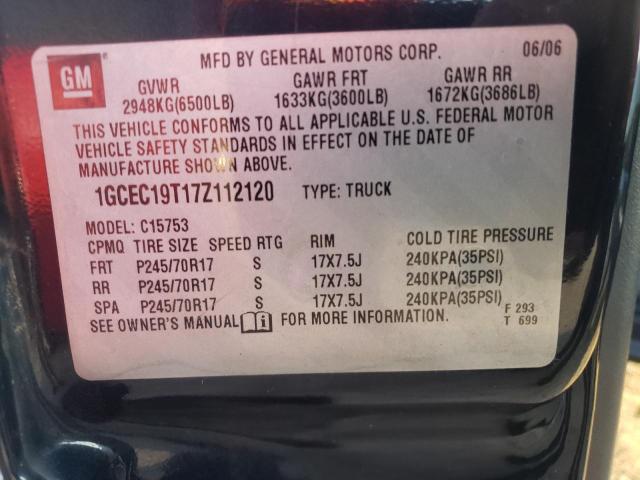 GM
MFD BY GENERAL MOTORS CORP. 06/06
GVWR GAWR FRT GAWR RR
2948KG(6500LB) 1633KG(3600LB) 1672KG(3686LB)
THIS VEHICLE CONFORMS TO ALL APPLICABLE U.S. FEDERAL MOTOR
VEHICLE SAFETY STANDARDS IN EFFECT ON THE DATE OF
MANUFACTURE SHOWN ABOVE.
1GCEC19T17Z112120 TYPE: TRUCK
MODEL: C15753
CPMQ TIRE SIZE SPEED RTG RIM COLD TIRE PRESSURE
FRT P245/70R17 S 17X7.5J 240KPA(35PSI)
RR P245/70R17 S 17X7.5J 240KPA(35PSI)
SPA P245/70R17 S 17X7.5J 240KPA(35PSI)
SEE OWNER'S MANUAL i FOR MORE INFORMATION.
F 293
T 699